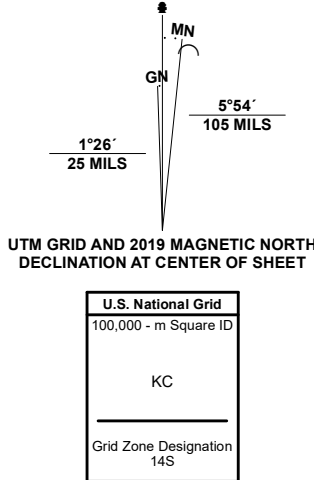 MN
GN
5°54´
105 MILS
1°26´
25 MILS
UTM GRID AND 2019 MAGNETIC NORTH
DECLINATION AT CENTER OF SHEET
U.S. National Grid
100,000 - m Square ID
KC
Grid Zone Designation
14S